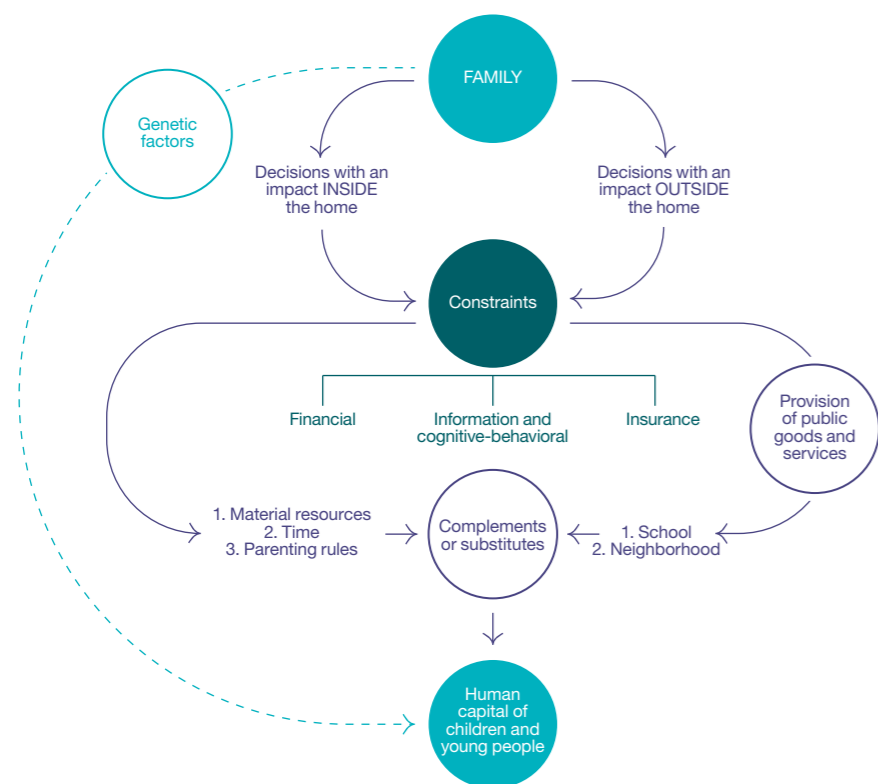 FAMILY
Genetic
factors
Decisions with an
impact INSIDE
the home
Decisions with an
impact OUTSIDE
the home
Constraints
Financial
Information and
cognitive-behavioral
Insurance
Provision
of public
goods and
services
1. Material resources
2. Time
3. Parenting rules
Complements
or substitutes
1. School
2. Neighborhood
Human
capital of
children and
young people